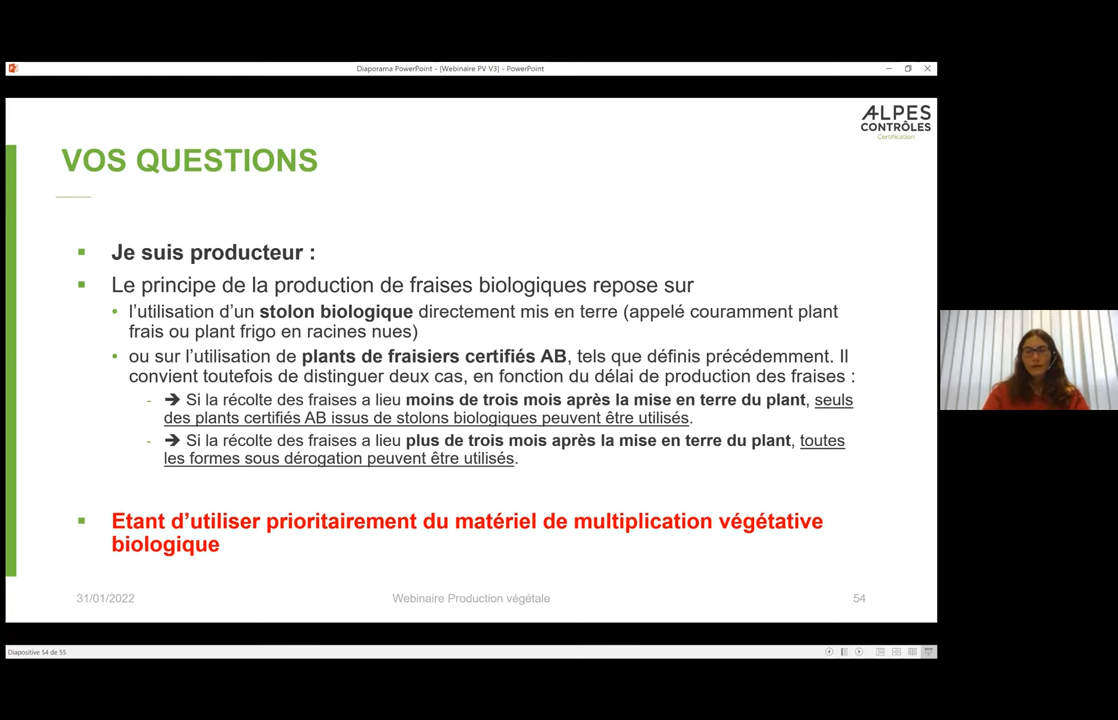 Diaporama PowerPoint - [Webinaire PV V3] - PowerPoint
ALPES
CONTRÔLES
Certification
VOS QUESTIONS
Je suis producteur :
Le principe de la production de fraises biologiques repose sur
l’utilisation d’un stolon biologique directement mis en terre (appelé couramment plant
frais ou plant frigo en racines nues)
ou sur l’utilisation de plants de fraisiers certifiés AB, tels que définis précédemment. Il
convient toutefois de distinguer deux cas, en fonction du délai de production des fraises :
- ➔ Si la récolte des fraises a lieu moins de trois mois après la mise en terre du plant, seuls
des plants certifiés AB issus de stolons biologiques peuvent être utilisés.
- ➔ Si la récolte des fraises a lieu plus de trois mois après la mise en terre du plant, toutes
les formes sous dérogation peuvent être utilisés.
Etant d’utiliser prioritairement du matériel de multiplication végétative
biologique
31/01/2022
Webinaire Production végétale
54
Diapositive 54 de 55